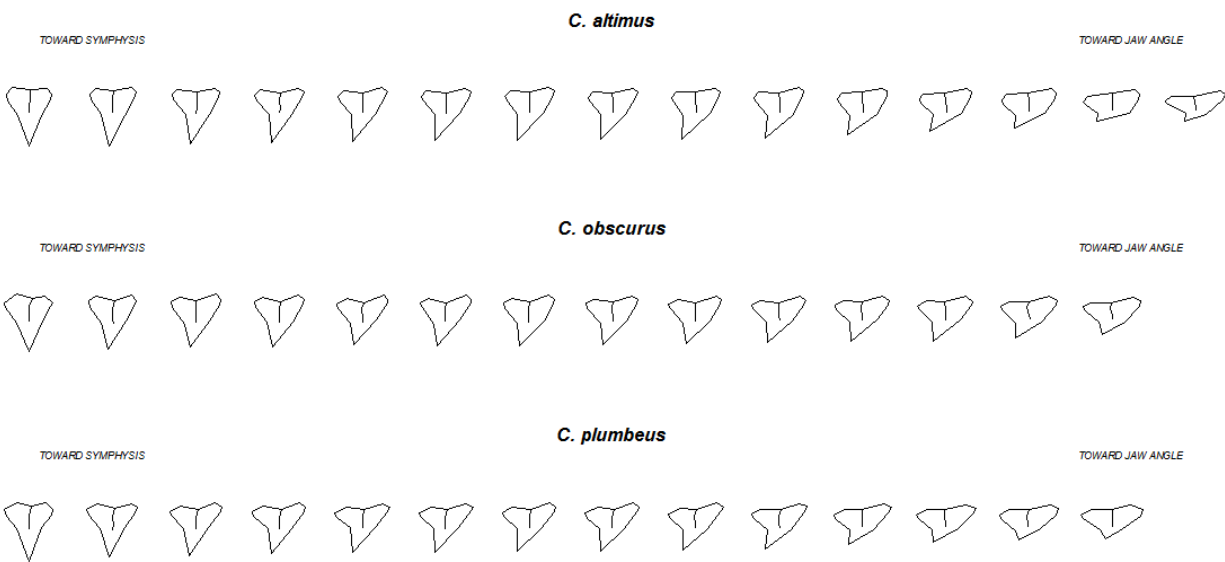 C. altimus
TOWARD SYMPHYSIS TOWARD JAW ANGLE
C. obscurus
TOWARD SYMPHYSIS TOWARD JAW ANGLE
C. plumbeus
TOWARD SYMPHYSIS TOWARD JAW ANGLE